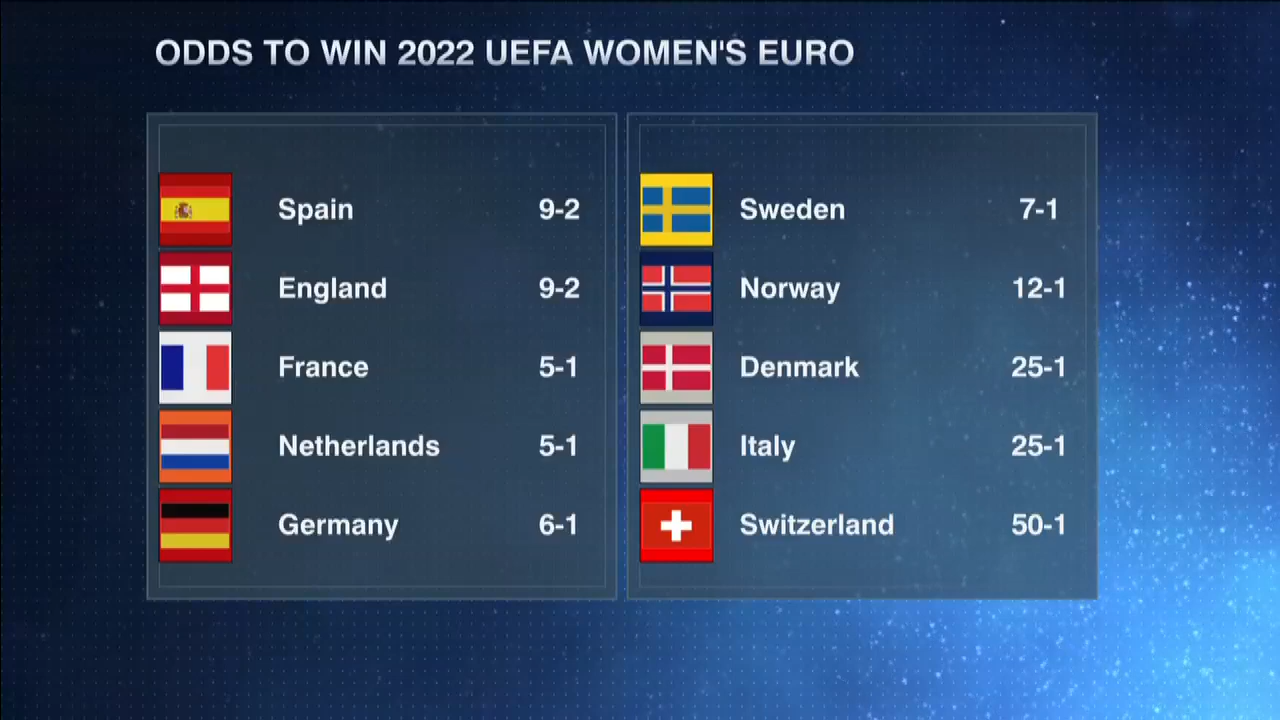 ODDS TO WIN 2022 UEFA WOMEN'S EURO
Spain 9-2
England 9-2
France 5-1
Netherlands 5-1
Germany 6-1
Sweden 7-1
Norway 12-1
Denmark 25-1
Italy 25-1
Switzerland 50-1